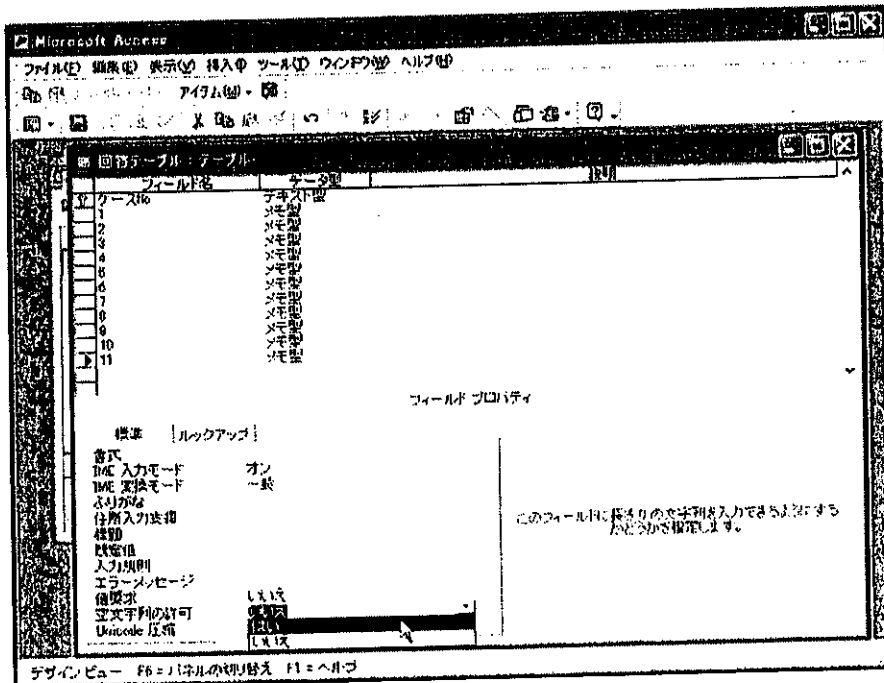 Microsoft Access
ファイル(F) 編集(E) 表示(V) 挿入(I) ツール(T) ウィンドウ(W) ヘルプ(H)
アイテム(M)
回答テーブル : テーブル
フィールド名 データ型 説明
ケースNo テキスト型
1 メモ型
2 メモ型
3 メモ型
4 メモ型
5 メモ型
6 メモ型
7 メモ型
8 メモ型
9 メモ型
10 メモ型
11 メモ型
フィールド プロパティ
標準 ルックアップ
書式
IME 入力モード オン
IME 変換モード 一般
ふりがな
住所入力支援
標題
既定値
入力規則
エラーメッセージ
値要求 いいえ
空文字列の許可 いいえ
Unicode 圧縮 はい
いいえ
このフィールドに長さ 0 の文字列を入力できるようにする
かどうかを指定します。
デザイン ビュー F6 = パネルの切り替え F1 = ヘルプ